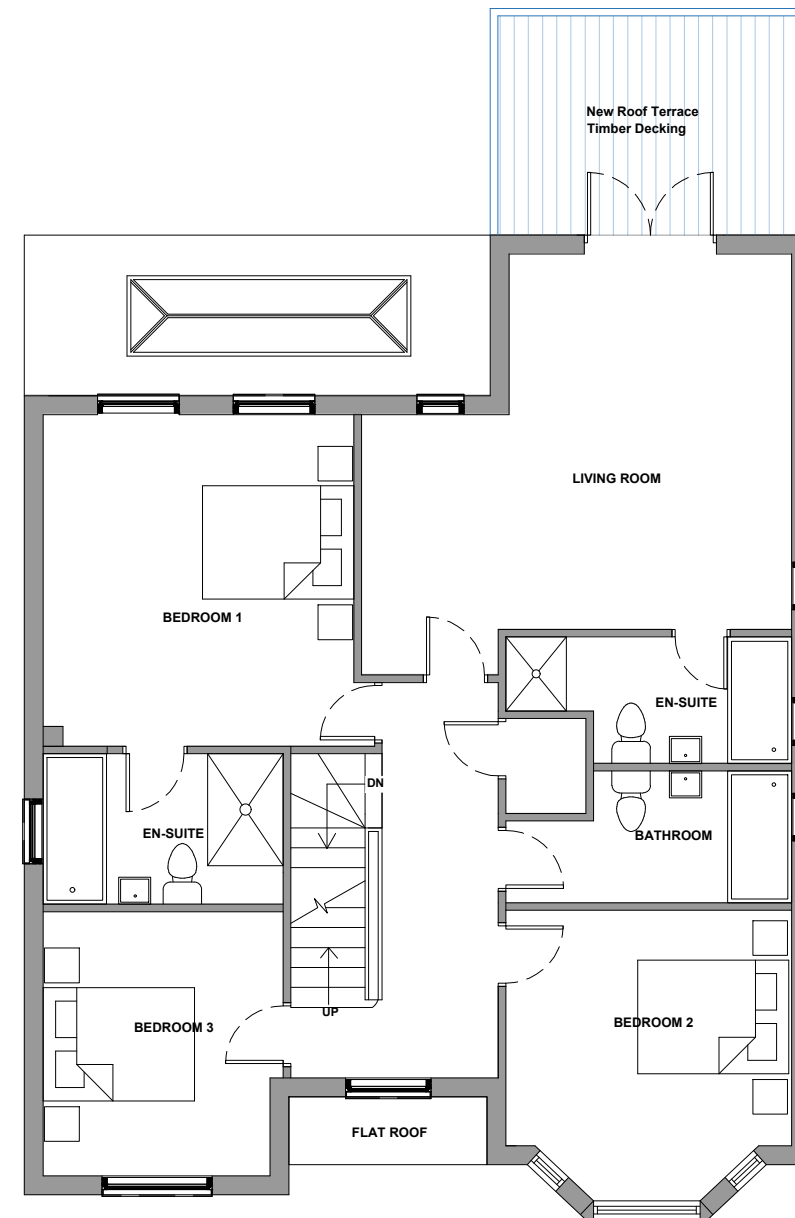 New Roof Terrace
Timber Decking
LIVING ROOM
BEDROOM 1
EN-SUITE
DN
EN-SUITE
BATHROOM
UP
BEDROOM 3
BEDROOM 2
FLAT ROOF